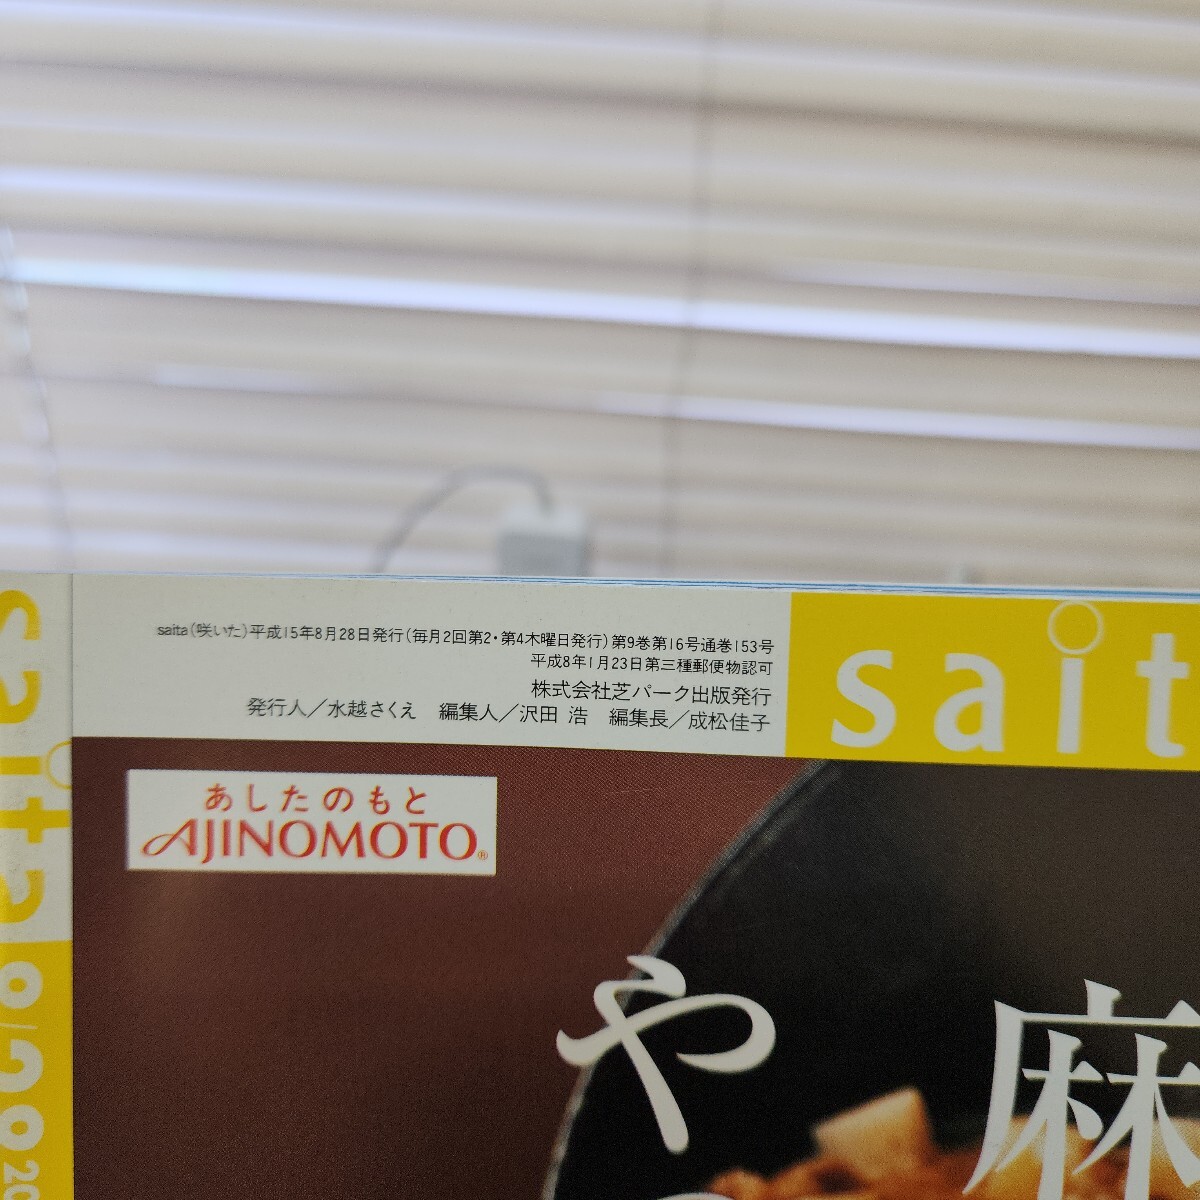 saita(咲いた)平成15年8月28日発行(毎月2回第2・第4木曜日発行)第9巻第16号通巻153号
平成8年1月23日第三種郵便物認可
株式会社芝パーク出版発行
発行人／水越さくえ 編集人／沢田 浩 編集長／成松佳子
sait
saita
8/28
20
あしたのもと
AJINOMOTO®
麻
や